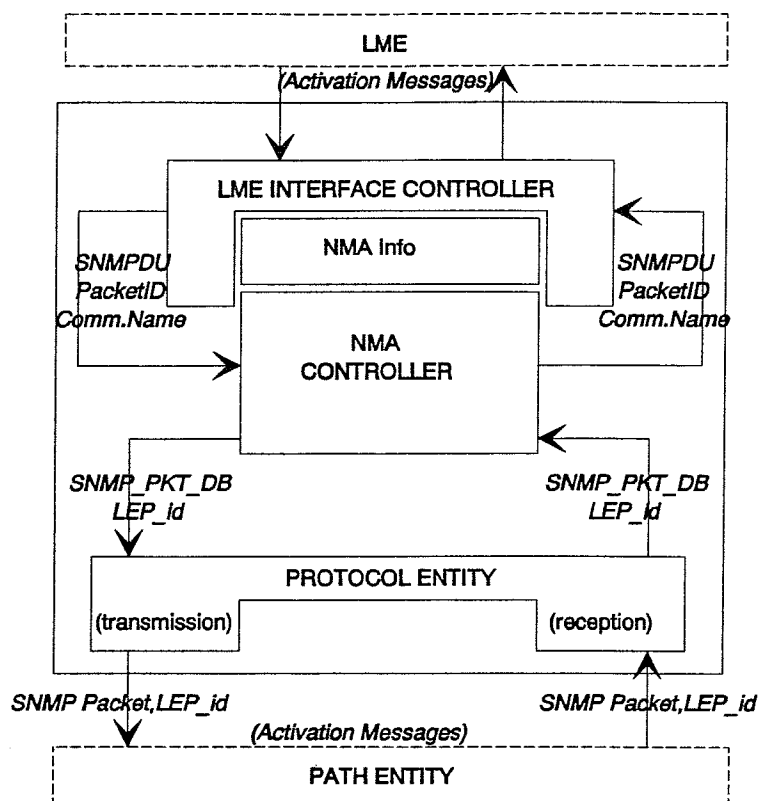 LME
(Activation Messages)
LME INTERFACE CONTROLLER
NMA Info
SNMPDU
PacketID
Comm.Name
SNMPDU
PacketID
Comm.Name
NMA
CONTROLLER
SNMP_PKT_DB
LEP_id
SNMP_PKT_DB
LEP_id
PROTOCOL ENTITY
(transmission)
(reception)
SNMP Packet,LEP_id
SNMP Packet,LEP_id
(Activation Messages)
PATH ENTITY